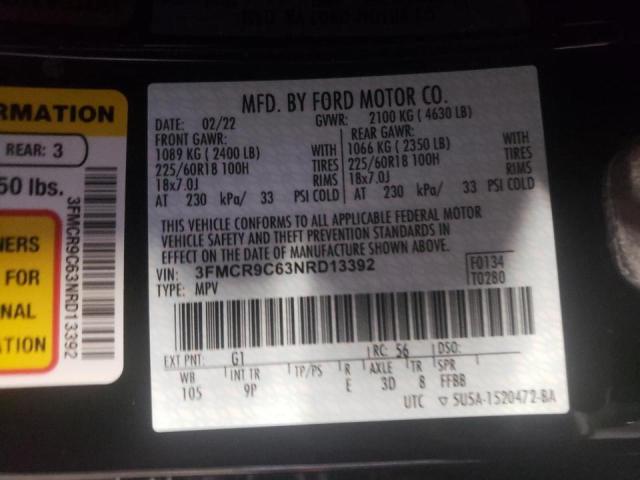 MFD. BY FORD MOTOR CO.
DATE: 02/22 GVWR: 2100 KG ( 4630 LB)
FRONT GAWR: REAR GAWR:
1089 KG ( 2400 LB) WITH 1066 KG ( 2350 LB) WITH
225/60R18 100H TIRES 225/60R18 100H TIRES
18x7.0J RIMS 18x7.0J RIMS
AT 230 kPa/ 33 PSI COLD AT 230 kPa/ 33 PSI COLD
THIS VEHICLE CONFORMS TO ALL APPLICABLE FEDERAL MOTOR
VEHICLE SAFETY AND THEFT PREVENTION STANDARDS IN
EFFECT ON THE DATE OF MANUFACTURE SHOWN ABOVE.
VIN: 3FMCR9C63NRD13392 F0134
TYPE: MPV T0280
EXT PNT: G1 RC: 56 DSO:
WB INT TR TP/PS R AXLE TR SPR
105 9P E 3D 8 FFBB
UTC 5U5A-1520472-BA
RMATION
REAR: 3
50 lbs.
NERS
FOR
NAL
ATION
3FMCR9C63NRD13392